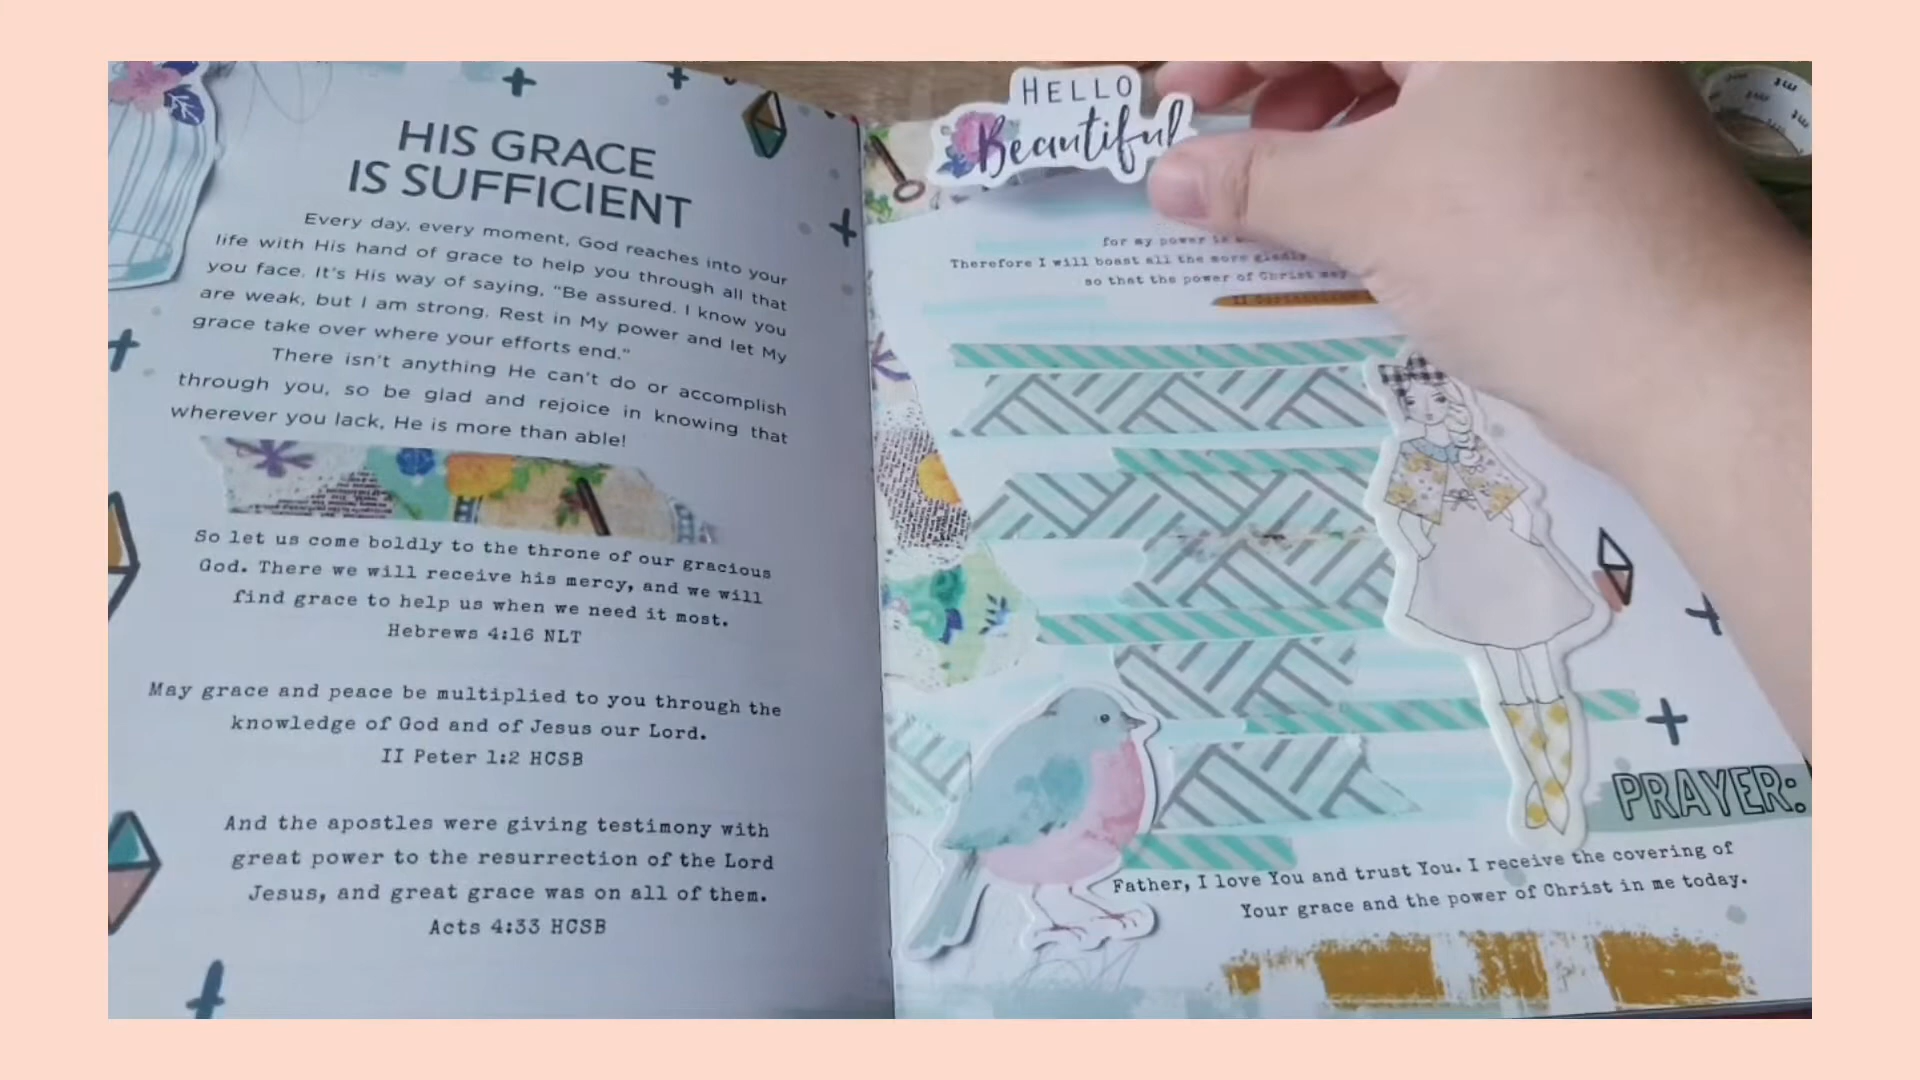 HIS GRACE
IS SUFFICIENT
Every day, every moment, God reaches into your
life with His hand of grace to help you through all that
you face. It's His way of saying, "Be assured. I know you
are weak, but I am strong. Rest in My power and let My
grace take over where your efforts end."
There isn't anything He can't do or accomplish
through you, so be glad and rejoice in knowing that
wherever you lack, He is more than able!
So let us come boldly to the throne of our gracious
God. There we will receive his mercy, and we will
find grace to help us when we need it most.
Hebrews 4:16 NLT
May grace and peace be multiplied to you through the
knowledge of God and of Jesus our Lord.
II Peter 1:2 HCSB
And the apostles were giving testimony with
great power to the resurrection of the Lord
Jesus, and great grace was on all of them.
Acts 4:33 HCSB
HELLO
Beautiful
for my power is
Therefore I will boast all the more gladly
so that the power of Christ may
PRAYER:
Father, I love You and trust You. I receive the covering of
Your grace and the power of Christ in me today.
mt
mt
mt